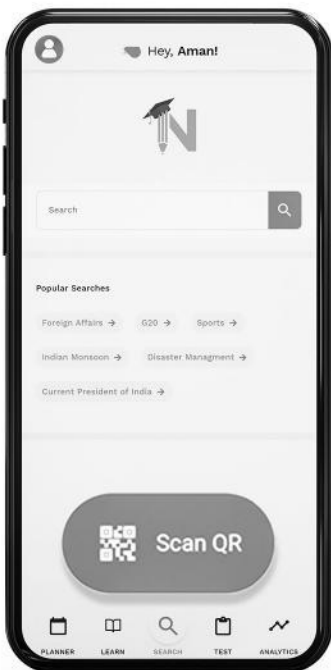 Hey, Aman!
N
Search
Popular Searches
Foreign Affairs → G20 → Sports →
Indian Monsoon → Disaster Managment →
Current President of India →
Scan QR
PLANNER LEARN SEARCH TEST ANALYTICS